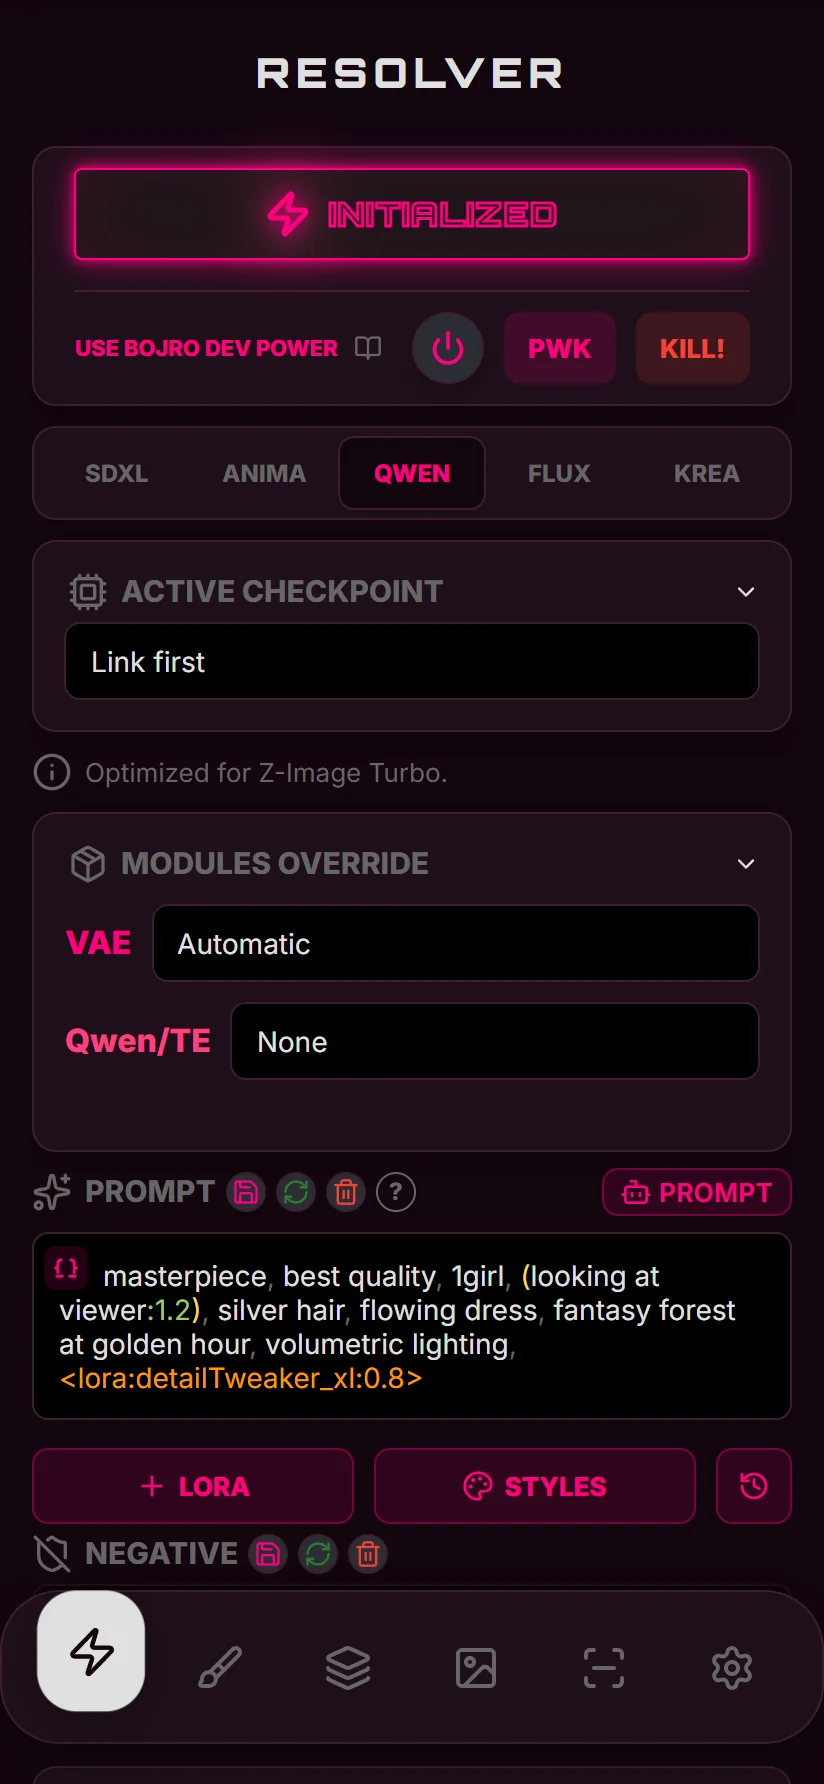 RESOLVER
INITIALIZED
USE BOJRO DEV POWER
PWK
KILL!
SDXL
ANIMA
QWEN
FLUX
KREA
ACTIVE CHECKPOINT
Link first
Optimized for Z-Image Turbo.
MODULES OVERRIDE
VAE
Automatic
Qwen/TE
None
PROMPT
?
PROMPT
{}
masterpiece, best quality, 1girl, (looking at
viewer:1.2), silver hair, flowing dress, fantasy forest
at golden hour, volumetric lighting,
<lora:detailTweaker_xl:0.8>
+ LORA
STYLES
NEGATIVE